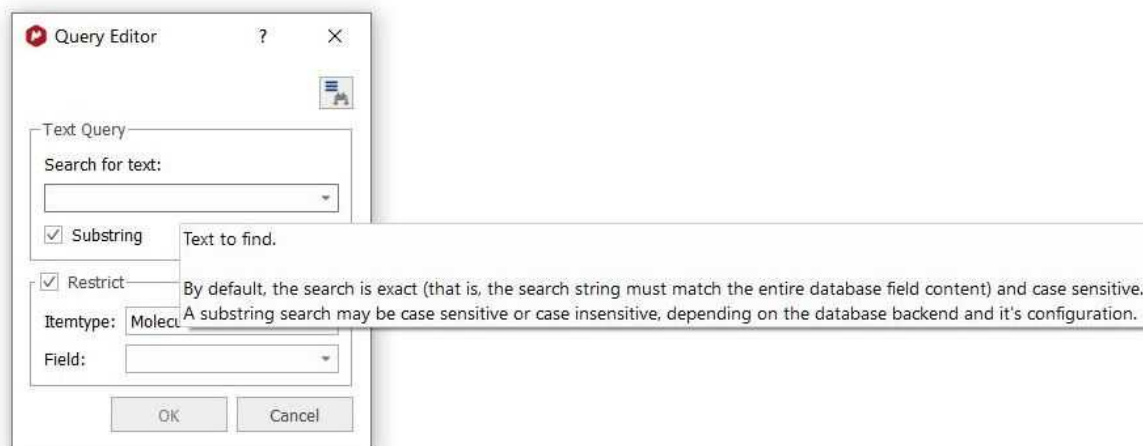 Query Editor ?
Text Query
Search for text:
Substring
Text to find.
Restrict
By default, the search is exact (that is, the search string must match the entire database field content) and case sensitive.
A substring search may be case sensitive or case insensitive, depending on the database backend and it's configuration.
Itemtype:
Field:
OK Cancel